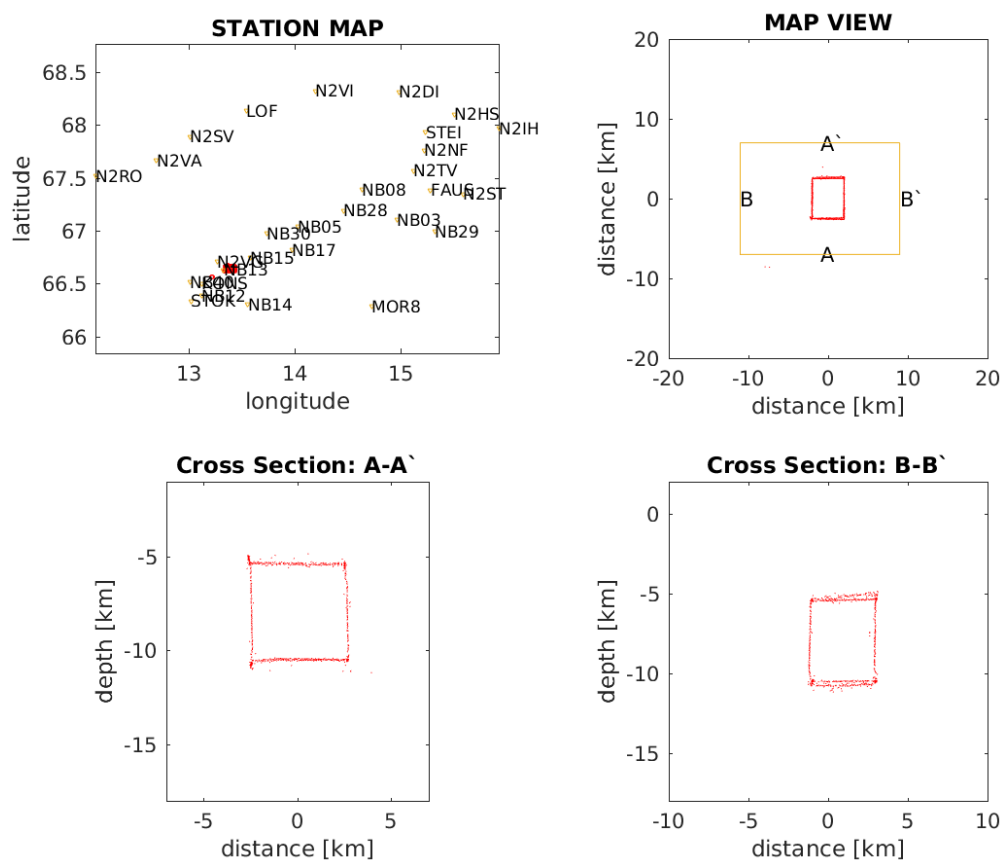 STATION MAP
MAP VIEW
latitude
68.5
68
67.5
67
66.5
66
N2VI
N2DI
LOF
N2HS
N2IH
N2SV
STEI
N2NF
N2VA
N2TV
N2RO
NB08
FAUS
N2ST
NB28
NB03
NB05
NB30
NB29
NB17
NB15
N2VG
NB13
KONS
NB12
STOK
NB14
MOR8
13
14
15
longitude
distance [km]
20
10
0
-10
-20
A`
B
B`
A
-20
-10
0
10
20
distance [km]
Cross Section: A-A`
Cross Section: B-B`
depth [km]
-5
-10
-15
-5
0
5
distance [km]
depth [km]
0
-5
-10
-15
-10
-5
0
5
10
distance [km]